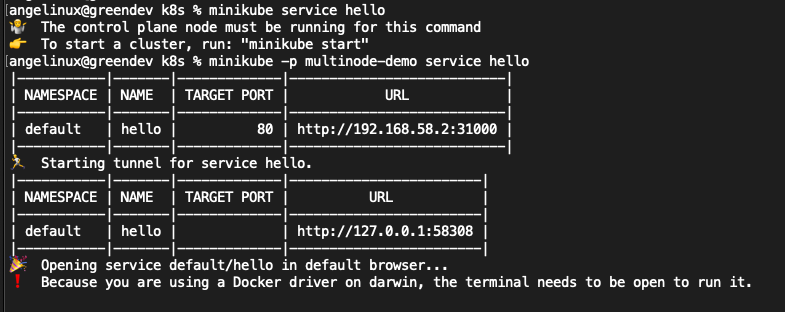 [angelinux@greendev k8s % minikube service hello
🤷  The control plane node must be running for this command
👉  To start a cluster, run: "minikube start"
[angelinux@greendev k8s % minikube -p multinode-demo service hello
|-----------|-------|-------------|---------------------------|
| NAMESPACE | NAME  | TARGET PORT |            URL            |
|-----------|-------|-------------|---------------------------|
| default   | hello |          80 | http://192.168.58.2:31000 |
|-----------|-------|-------------|---------------------------|
🏃  Starting tunnel for service hello.
|-----------|-------|-------------|------------------------|
| NAMESPACE | NAME  | TARGET PORT |          URL           |
|-----------|-------|-------------|------------------------|
| default   | hello |             | http://127.0.0.1:58308 |
|-----------|-------|-------------|------------------------|
🎉  Opening service default/hello in default browser...
❗  Because you are using a Docker driver on darwin, the terminal needs to be open to run it.